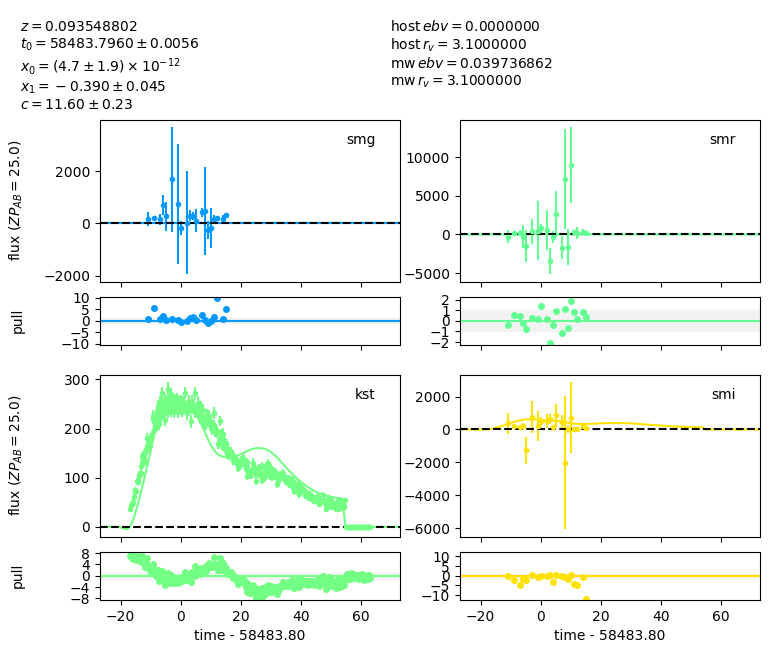 z = 0.093548802
t₀ = 58483.7960 ± 0.0056
x₀ = (4.7 ± 1.9) × 10⁻¹²
x₁ = −0.390 ± 0.045
c = 11.60 ± 0.23
host ebv = 0.0000000
host r_v = 3.1000000
mw ebv = 0.039736862
mw r_v = 3.1000000
flux (ZP_AB = 25.0)
2000
0
−2000
smg
10000
5000
0
−5000
smr
pull
10
5
0
−5
−10
2
1
0
−1
−2
flux (ZP_AB = 25.0)
300
200
100
0
kst
2000
0
−2000
−4000
−6000
smi
pull
8
4
0
−4
−8
10
5
0
−5
−10
−20 0 20 40 60
time - 58483.80
−20 0 20 40 60
time - 58483.80